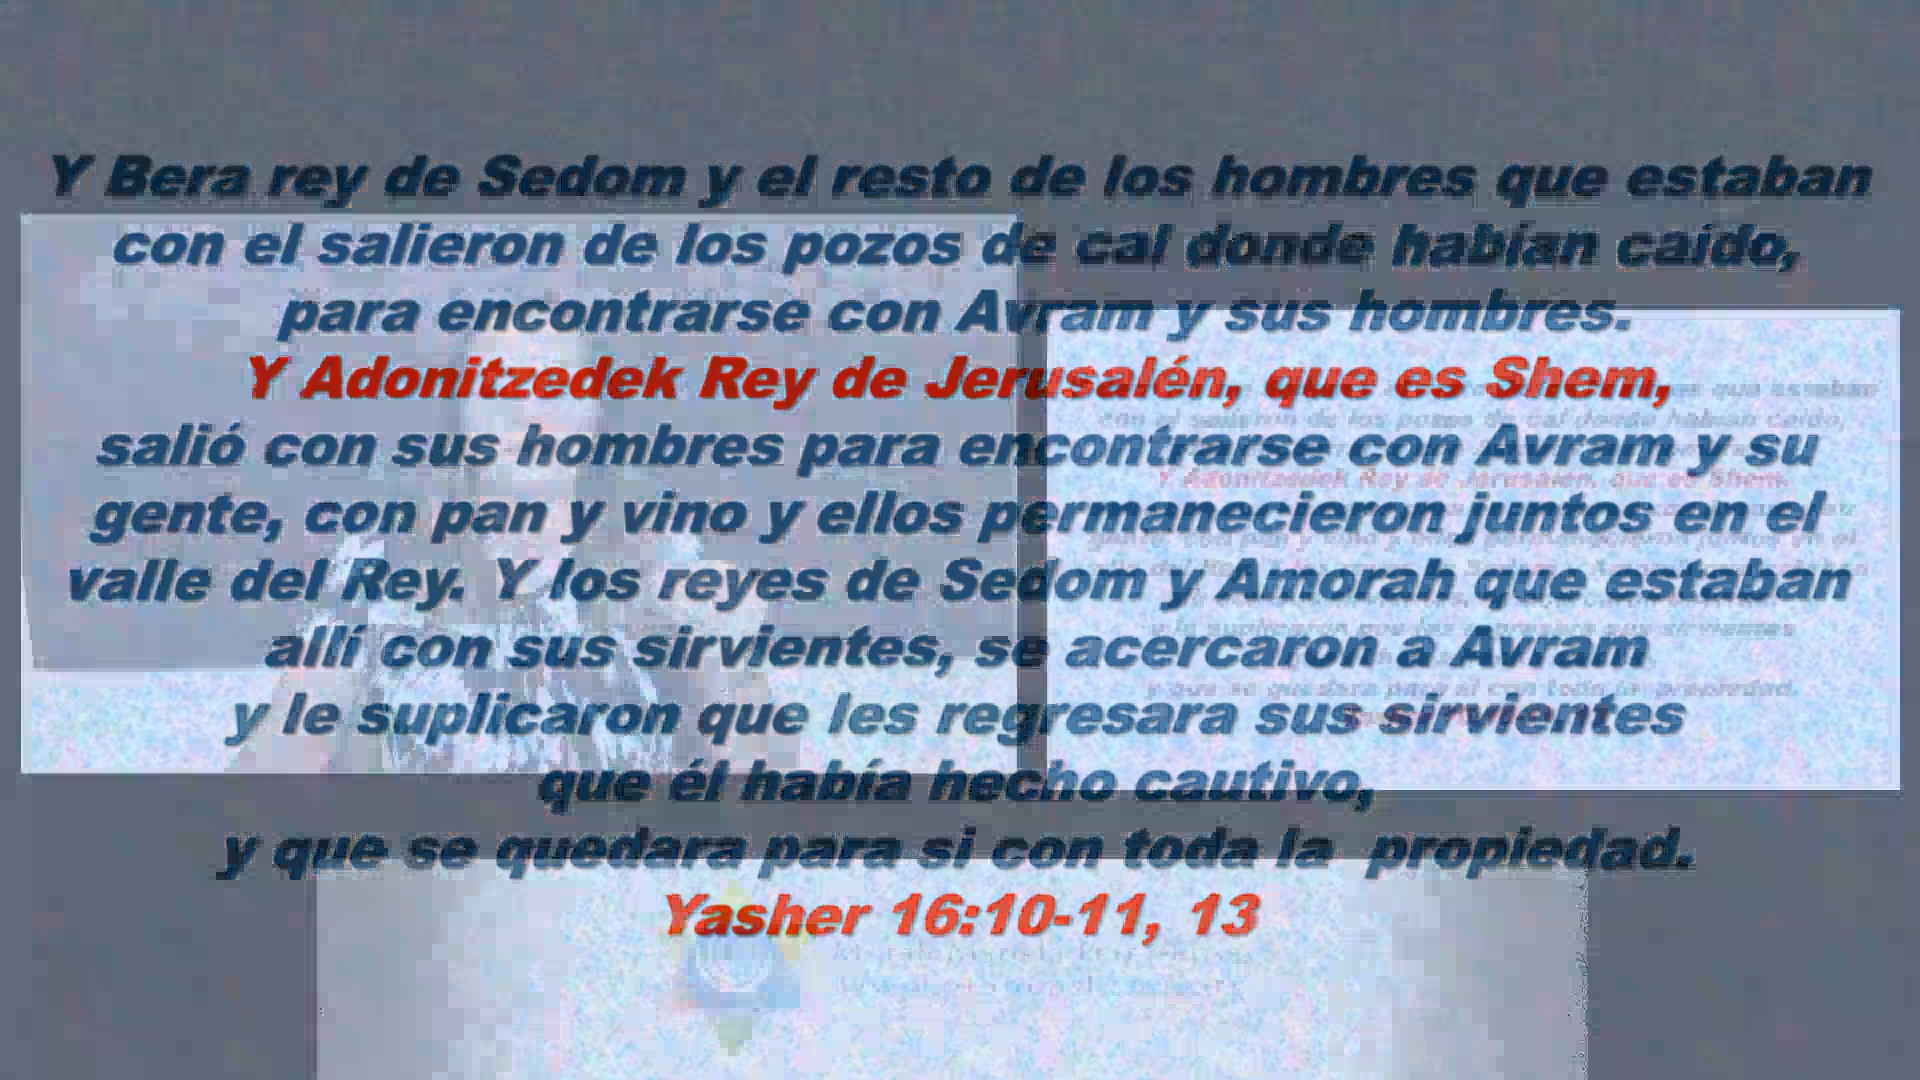 Y Bera rey de Sedom y el resto de los hombres que estaban
con el salieron de los pozos de cal donde habían caído,
para encontrarse con Avram y sus hombres.
Y Adonitzedek Rey de Jerusalén, que es Shem,
salió con sus hombres para encontrarse con Avram y su
gente, con pan y vino y ellos permanecieron juntos en el
valle del Rey. Y los reyes de Sedom y Amorah que estaban
allí con sus sirvientes, se acercaron a Avram
y le suplicaron que les regresara sus sirvientes
que él había hecho cautivo,
y que se quedara para si con toda la propiedad.
Yasher 16:10-11, 13